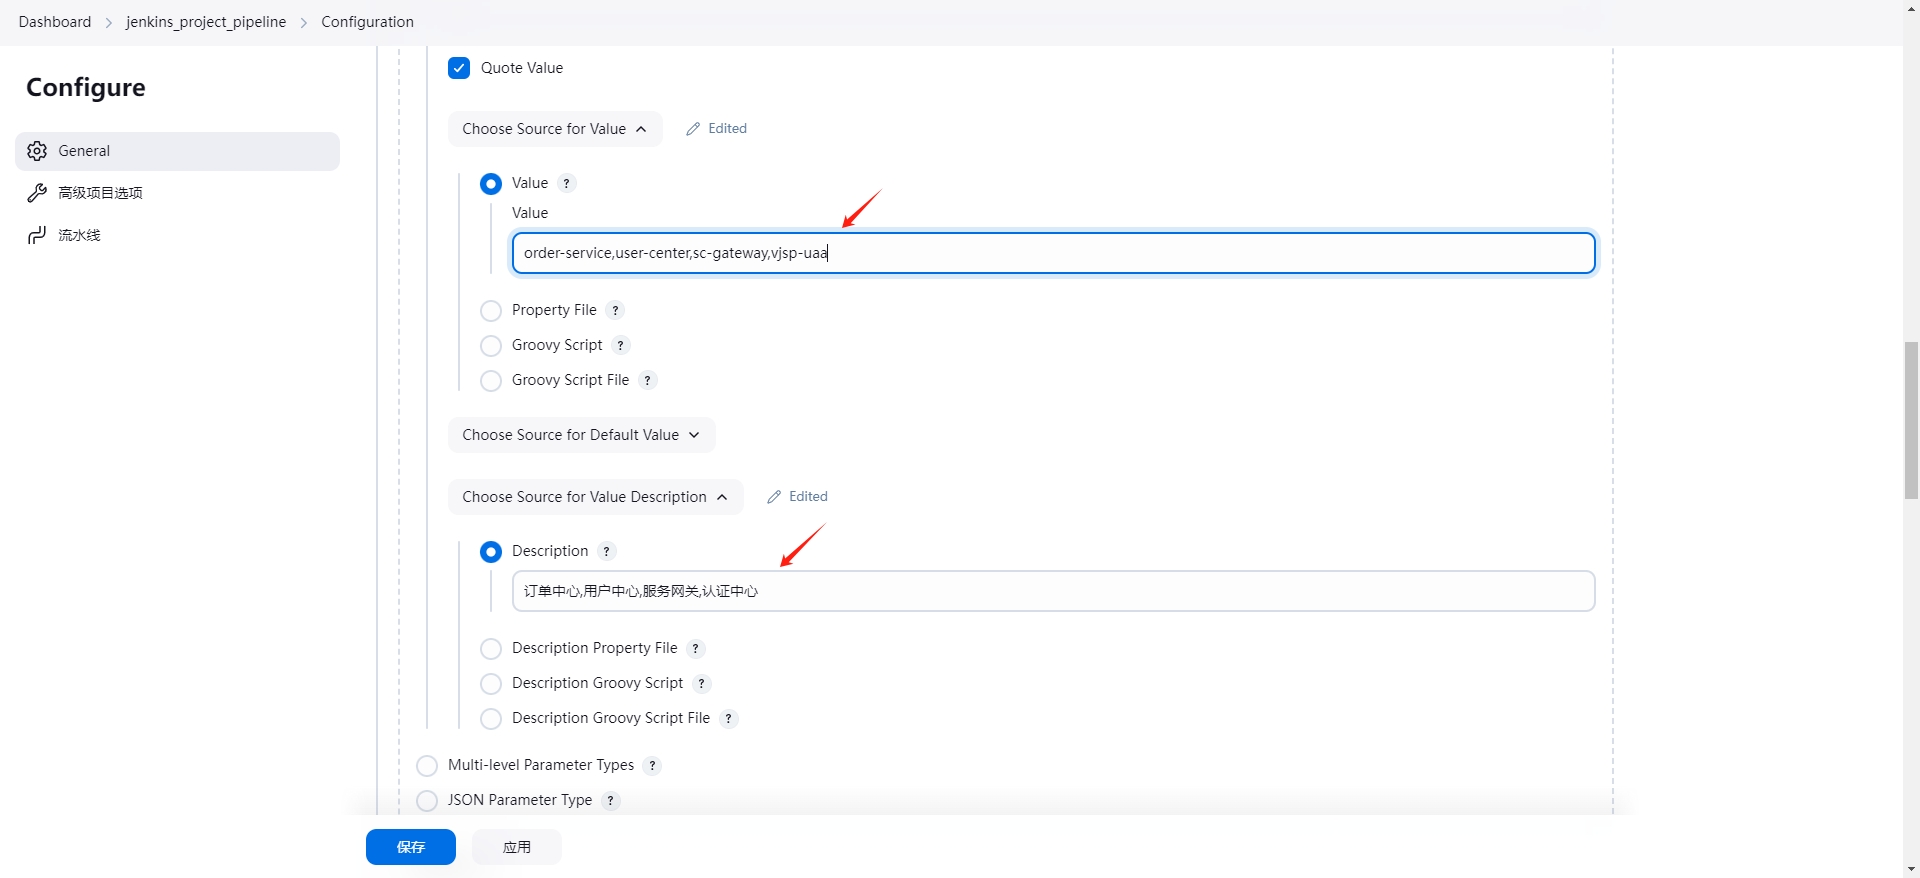 Dashboard > jenkins_project_pipeline > Configuration
Configure
General
高级项目选项
流水线
Quote Value
Choose Source for Value Edited
Value ?
Value
order-service,user-center,sc-gateway,vjsp-uaa
Property File ?
Groovy Script ?
Groovy Script File ?
Choose Source for Default Value
Choose Source for Value Description Edited
Description ?
订单中心,用户中心,服务网关,认证中心
Description Property File ?
Description Groovy Script ?
Description Groovy Script File ?
Multi-level Parameter Types ?
JSON Parameter Type ?
保存 应用